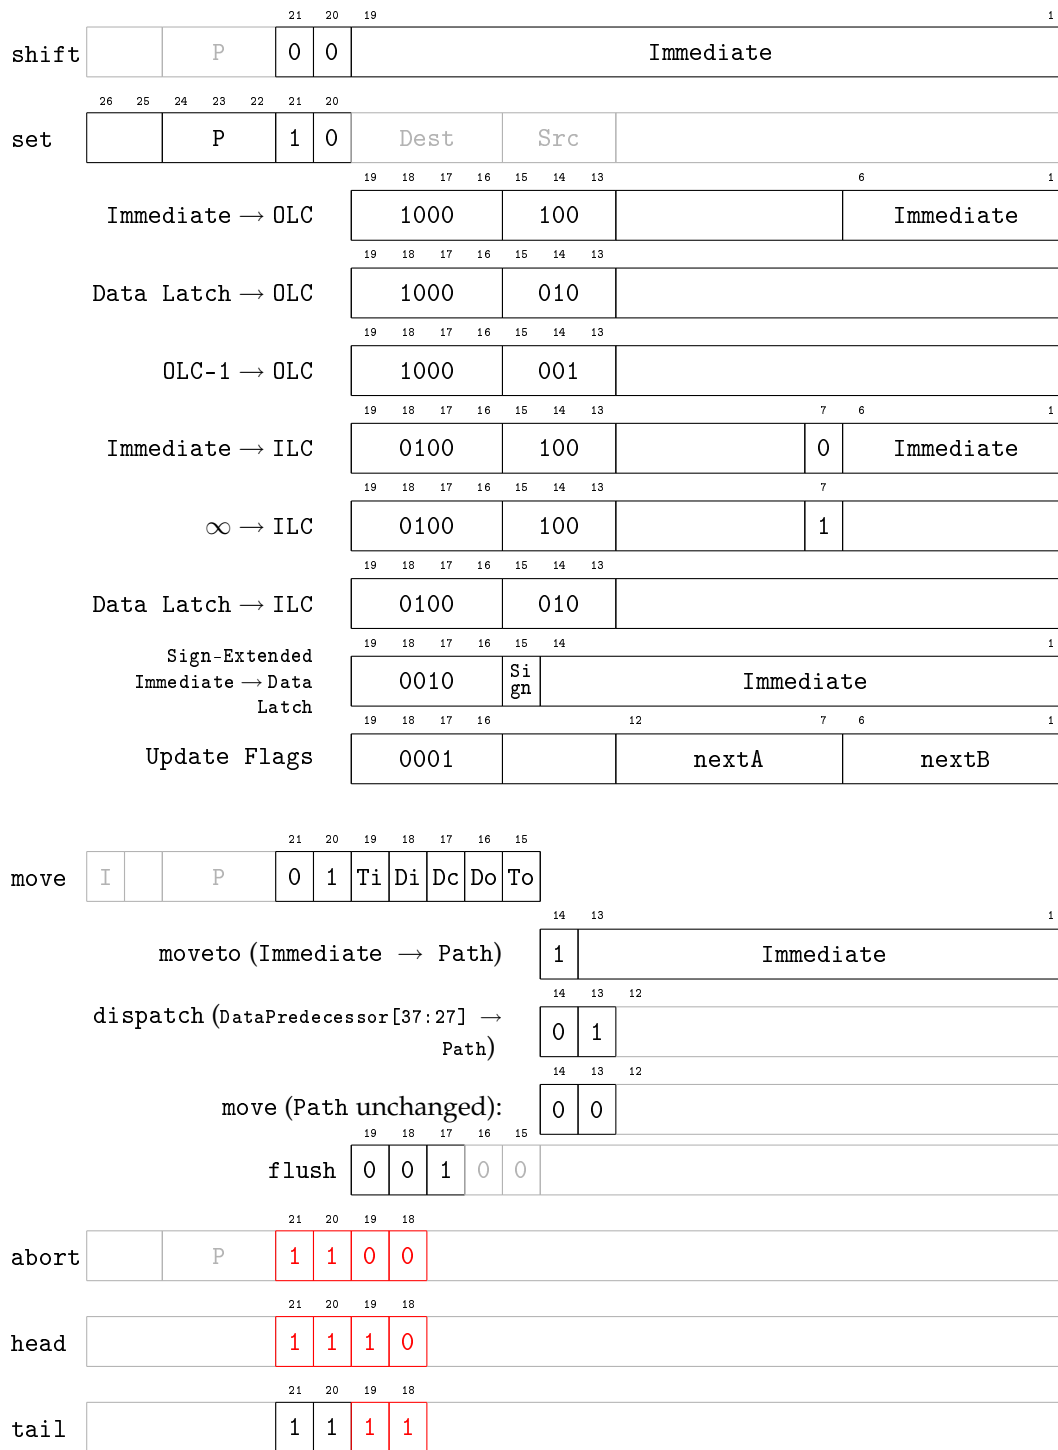 21 20 19 1
shift P 0 0 Immediate
26 25 24 23 22 21 20
set P 1 0 Dest Src
19 18 17 16 15 14 13 6 1
Immediate → OLC 1000 100 Immediate
19 18 17 16 15 14 13
Data Latch → OLC 1000 010
19 18 17 16 15 14 13
OLC-1 → OLC 1000 001
19 18 17 16 15 14 13 7 6 1
Immediate → ILC 0100 100 0 Immediate
19 18 17 16 15 14 13 7
∞ → ILC 0100 100 1
19 18 17 16 15 14 13
Data Latch → ILC 0100 010
19 18 17 16 15 14 1
Sign-Extended
Immediate → Data
Latch
0010 Si
gn
Immediate
19 18 17 16 12 7 6 1
Update Flags 0001 nextA nextB
21 20 19 18 17 16 15
move I P 0 1 Ti Di Dc Do To
14 13 1
moveto (Immediate → Path) 1 Immediate
14 13 12
dispatch (DataPredecessor[37:27] →
Path)
0 1
14 13 12
move (Path unchanged): 0 0
19 18 17 16 15
flush 0 0 1 0 0
21 20 19 18
abort P 1 1 0 0
21 20 19 18
head 1 1 1 0
21 20 19 18
tail 1 1 1 1